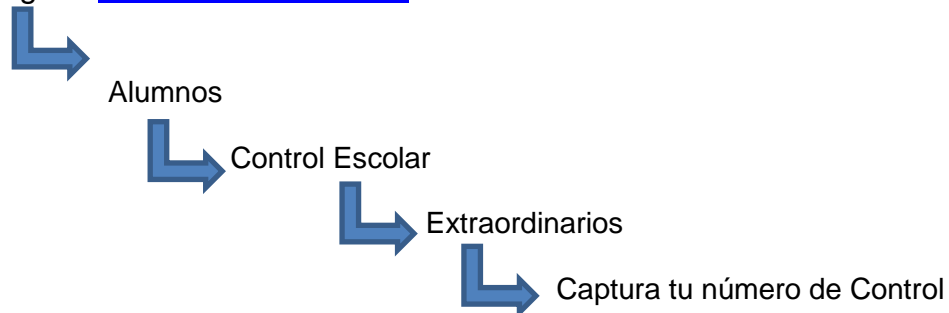 Alumnos
Control Escolar
Extraordinarios
Captura tu número de Control